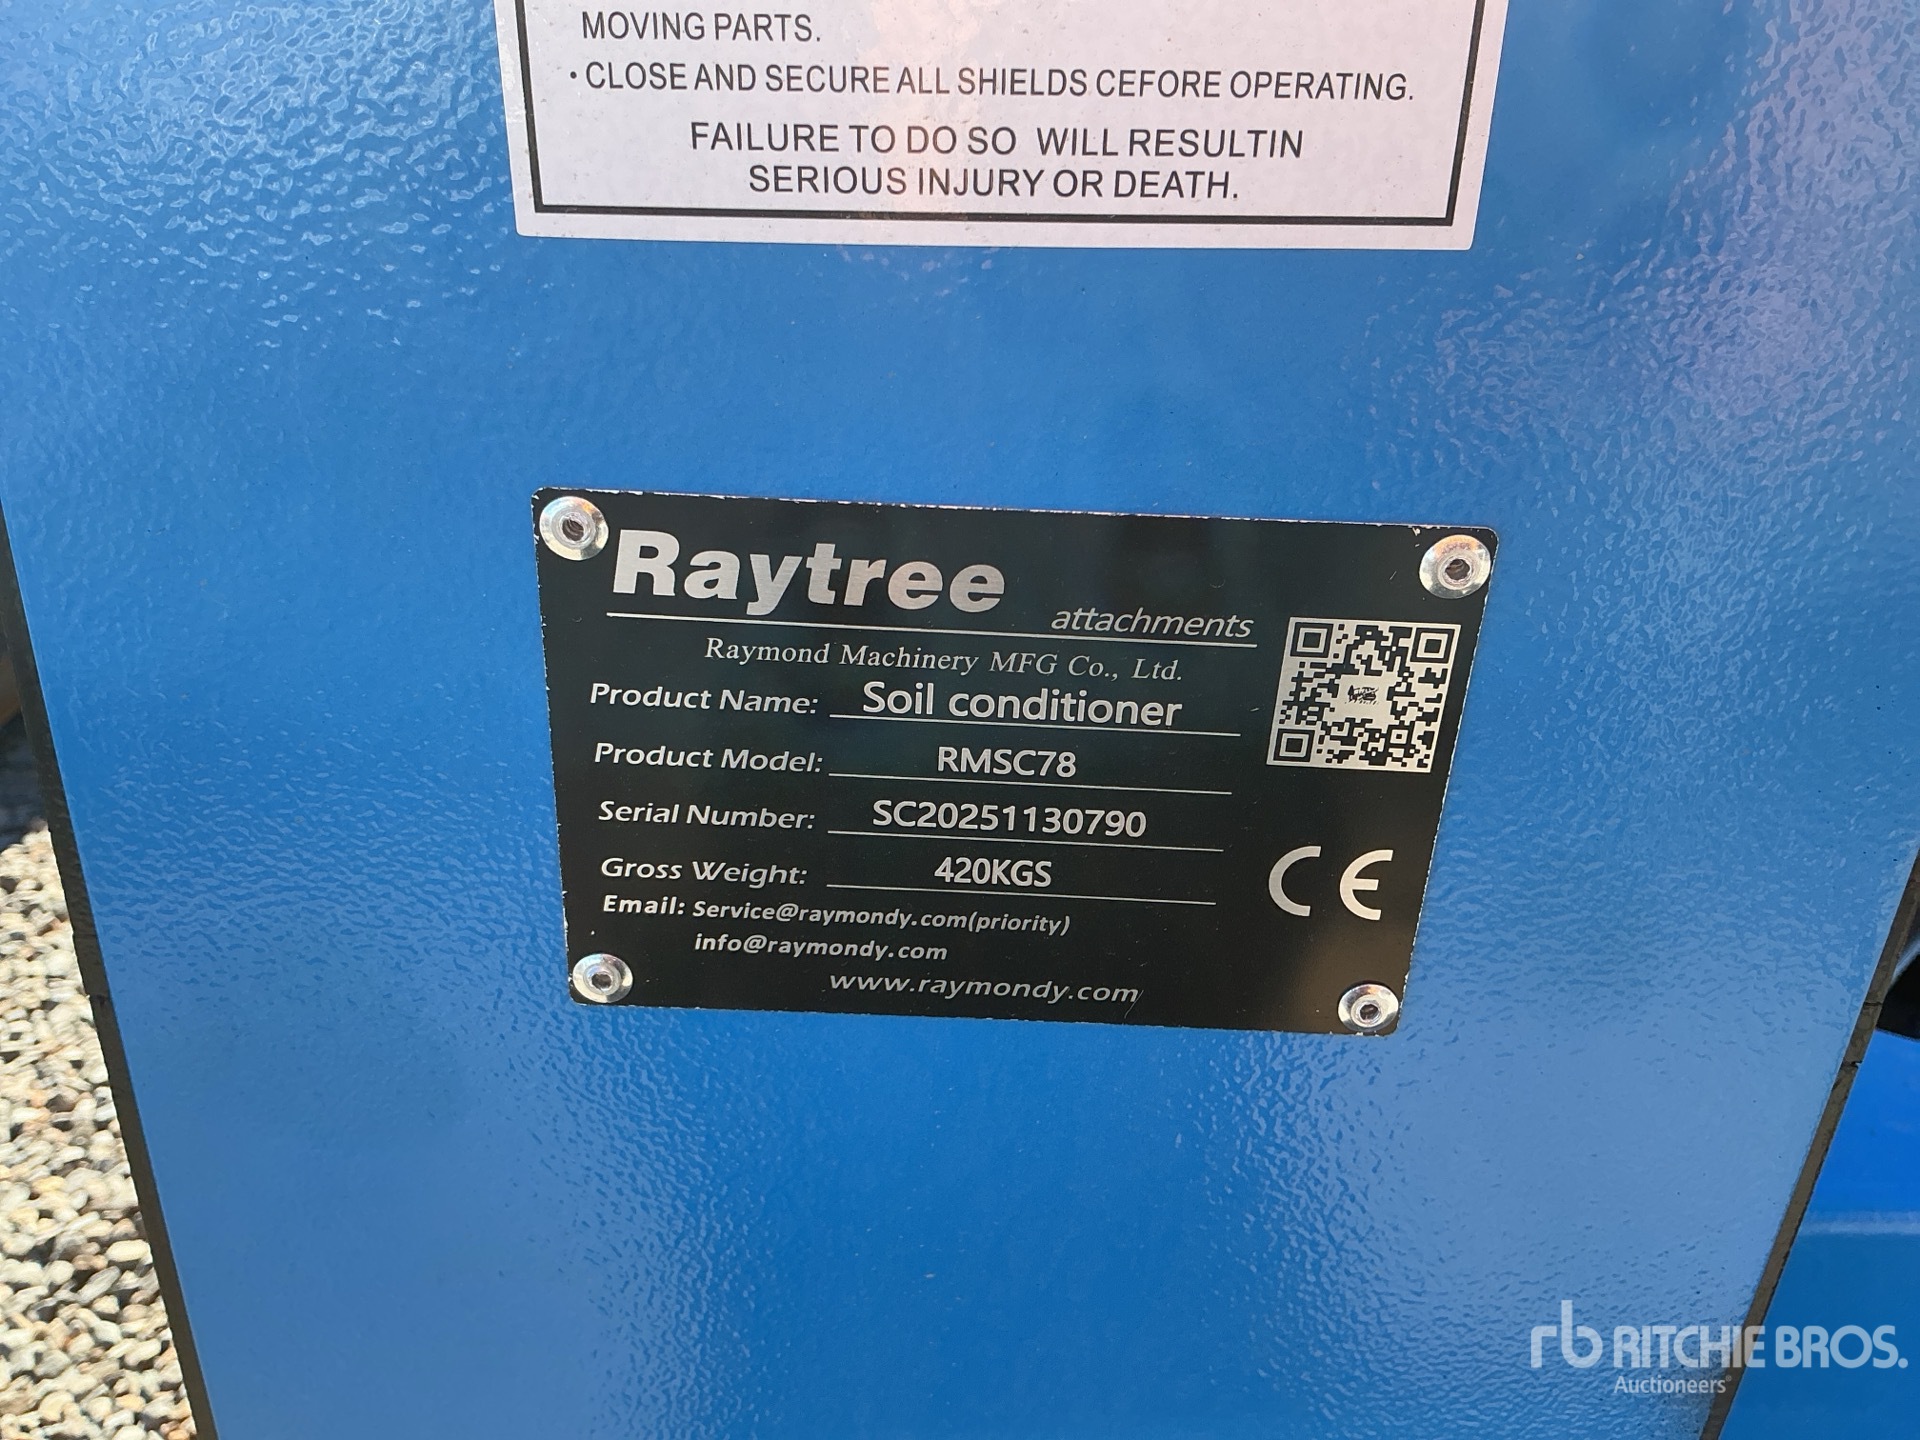 MOVING PARTS.
· CLOSE AND SECURE ALL SHIELDS CEFORE OPERATING.
FAILURE TO DO SO WILL RESULTIN
SERIOUS INJURY OR DEATH.
Raytree
attachments
Raymond Machinery MFG Co., Ltd.
Product Name: Soil conditioner
Product Model: RMSC78
Serial Number: SC20251130790
Gross Weight: 420KGS
Email: Service@raymondy.com(priority)
info@raymondy.com
www.raymondy.com
CE
rb RITCHIE BROS.
Auctioneers